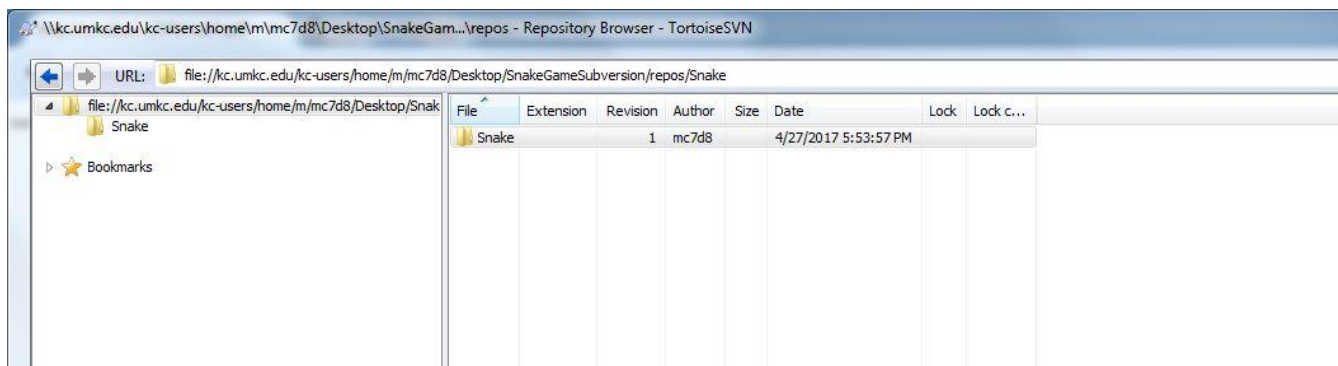 \\kc.umkc.edu\kc-users\home\m\mc7d8\Desktop\SnakeGam...\repos - Repository Browser - TortoiseSVN
URL: file://kc.umkc.edu/kc-users/home/m/mc7d8/Desktop/SnakeGameSubversion/repos/Snake
file://kc.umkc.edu/kc-users/home/m/mc7d8/Desktop/Snak
Snake
Bookmarks
File Extension Revision Author Size Date Lock Lock c...
Snake 1 mc7d8 4/27/2017 5:53:57 PM